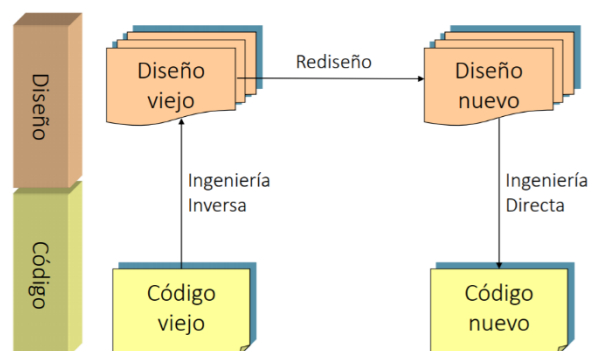 Diseño
Diseño
viejo
Rediseño
Diseño
nuevo
Ingeniería
Inversa
Ingeniería
Directa
Código
Código
viejo
Código
nuevo